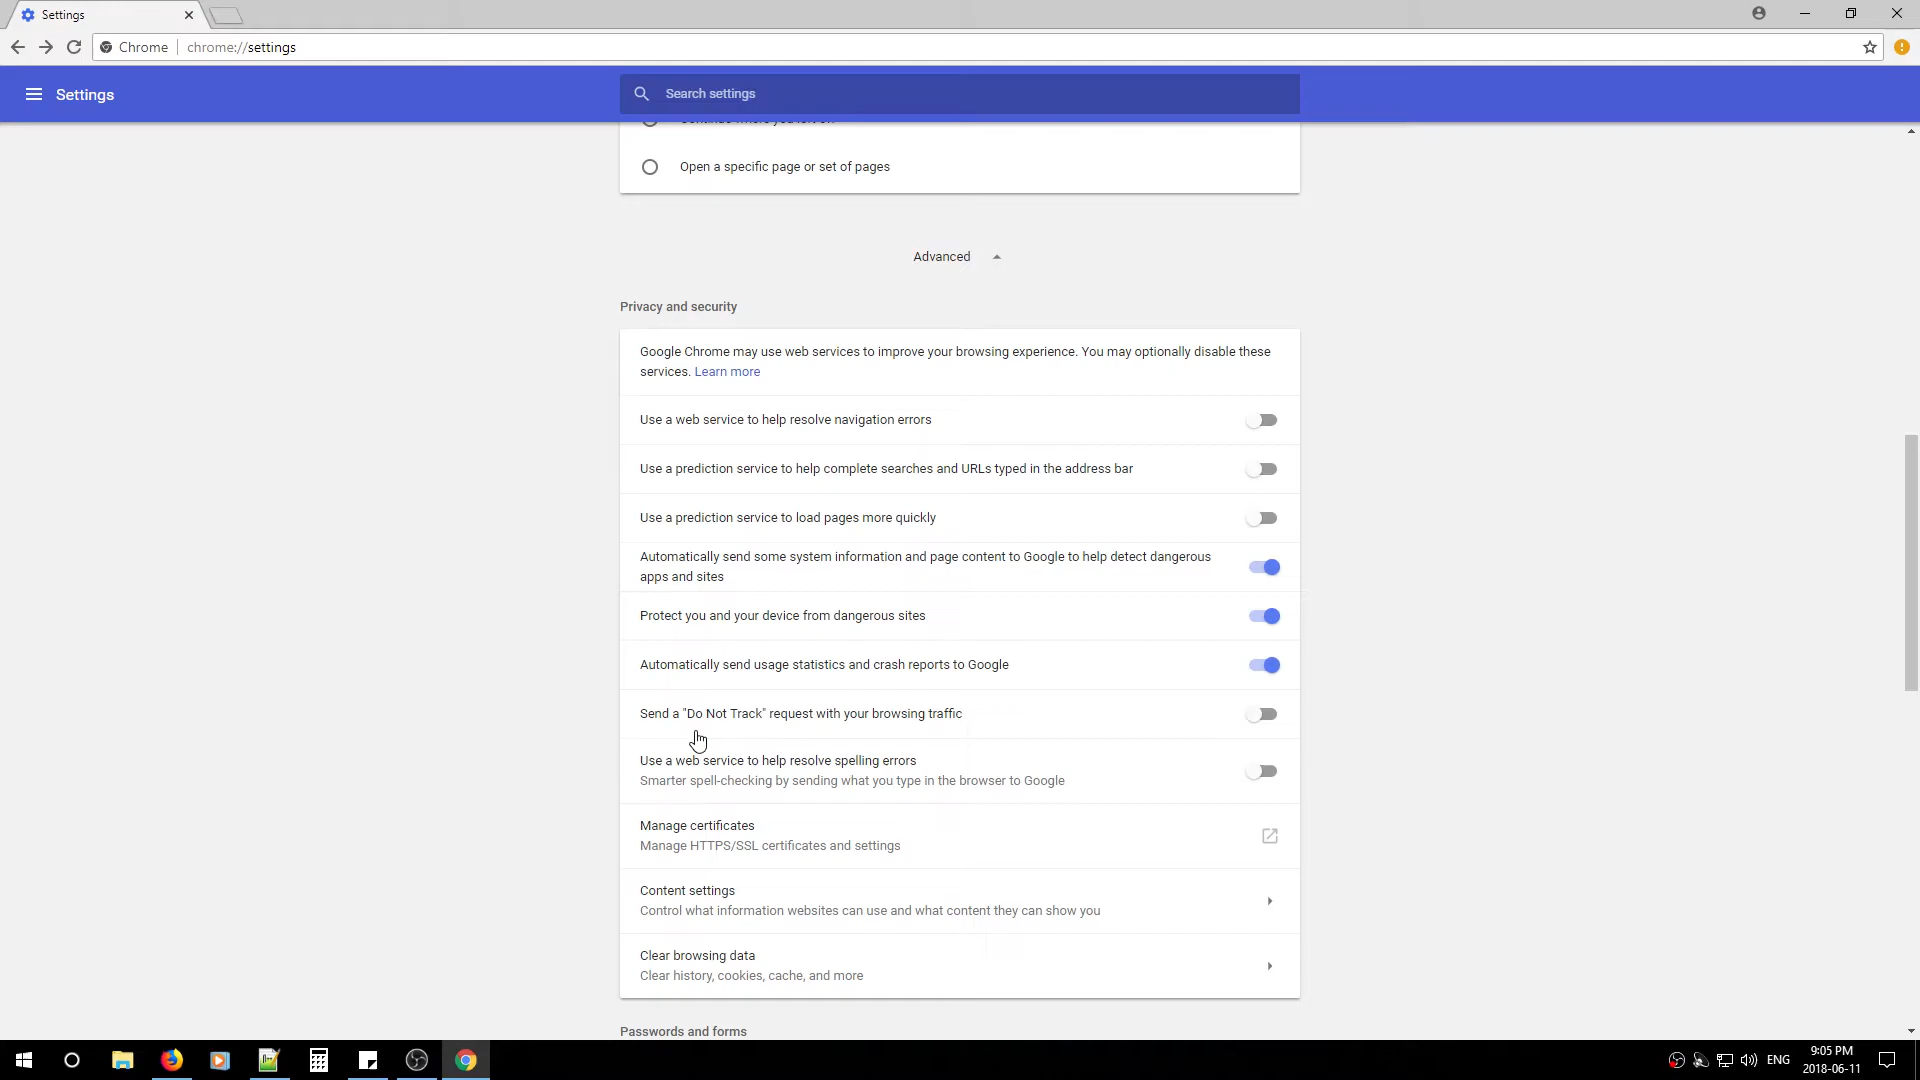 Settings
Chrome
chrome://settings
Settings
Search settings
Open a specific page or set of pages
Advanced
Privacy and security
Google Chrome may use web services to improve your browsing experience. You may optionally disable these
services. Learn more
Use a web service to help resolve navigation errors
Use a prediction service to help complete searches and URLs typed in the address bar
Use a prediction service to load pages more quickly
Automatically send some system information and page content to Google to help detect dangerous
apps and sites
Protect you and your device from dangerous sites
Automatically send usage statistics and crash reports to Google
Send a "Do Not Track" request with your browsing traffic
Use a web service to help resolve spelling errors
Smarter spell-checking by sending what you type in the browser to Google
Manage certificates
Manage HTTPS/SSL certificates and settings
Content settings
Control what information websites can use and what content they can show you
Clear browsing data
Clear history, cookies, cache, and more
Passwords and forms
ENG
9:05 PM
2018-06-11